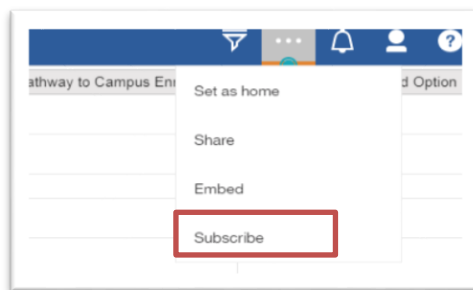 ?
athway to Campus Enr
d Option
Set as home
Share
Embed
Subscribe